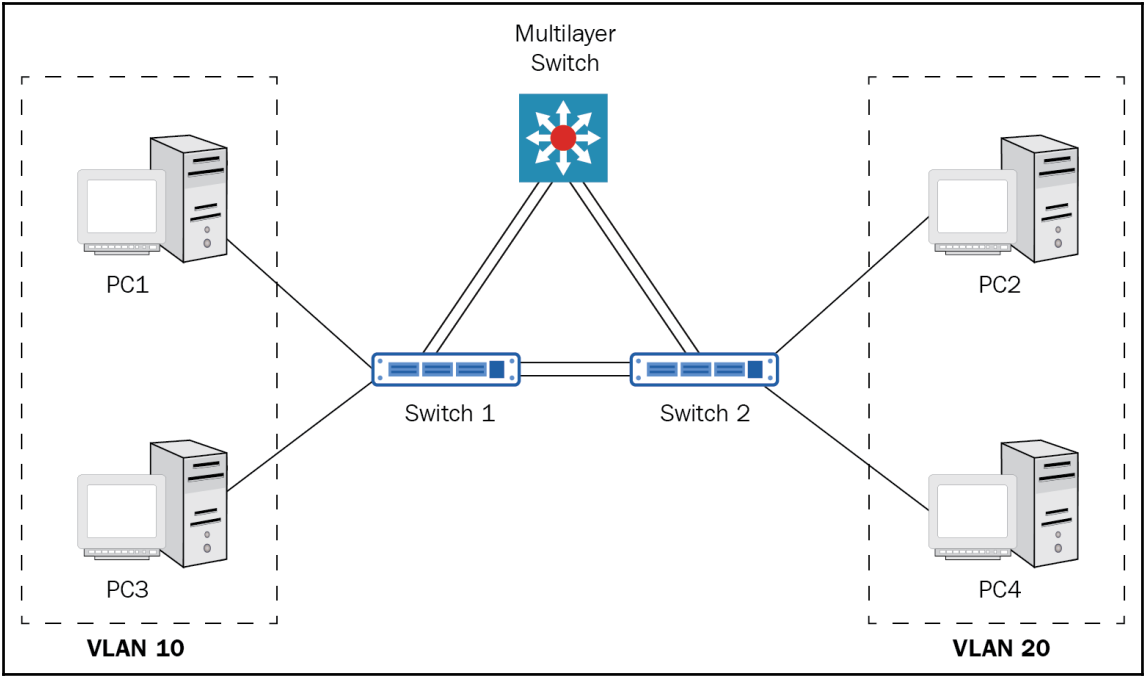 Multilayer
Switch
PC1
PC2
Switch 1
Switch 2
PC3
PC4
VLAN 10
VLAN 20